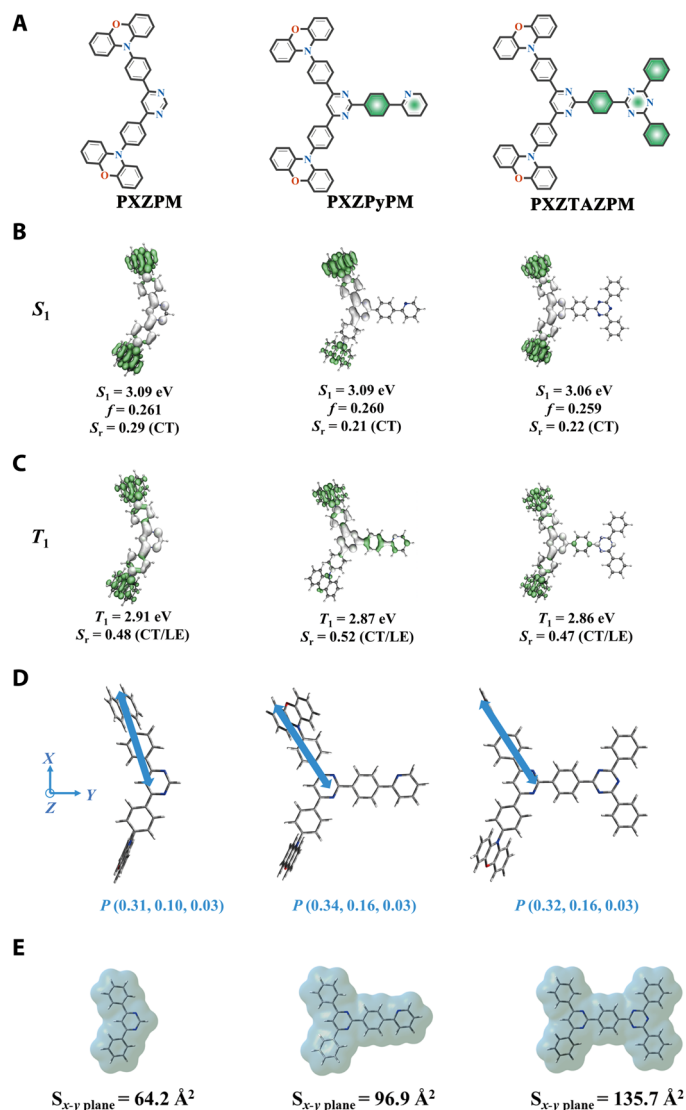 A
O
N
N
N
N
O
PXZPM
O
N
N
N
N
N
O
PXZPyPM
O
N
N
N
N
N
N
N
O
PXZTAZPM
B
S1
S1 = 3.09 eV
f = 0.261
Sr = 0.29 (CT)
S1 = 3.09 eV
f = 0.260
Sr = 0.21 (CT)
S1 = 3.06 eV
f = 0.259
Sr = 0.22 (CT)
C
T1
T1 = 2.91 eV
Sr = 0.48 (CT/LE)
T1 = 2.87 eV
Sr = 0.52 (CT/LE)
T1 = 2.86 eV
Sr = 0.47 (CT/LE)
D
X
Z
Y
P (0.31, 0.10, 0.03)
P (0.34, 0.16, 0.03)
P (0.32, 0.16, 0.03)
E
Sx-y plane = 64.2 Å2
Sx-y plane = 96.9 Å2
Sx-y plane = 135.7 Å2